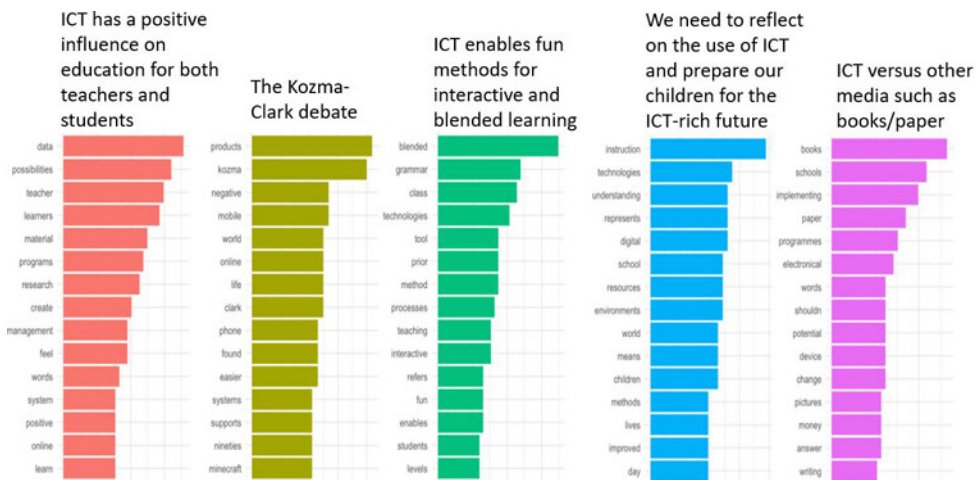 ICT has a positive
influence on
education for both
teachers and
students
data
possibilities
teacher
learners
material
programs
research
create
management
feel
words
system
positive
online
learn
The Kozma-
Clark debate
products
kozma
negative
mobile
world
online
life
clark
phone
found
easier
systems
supports
nineties
minecraft
ICT enables fun
methods for
interactive and
blended learning
blended
grammar
class
technologies
tool
prior
method
processes
teaching
interactive
refers
fun
enables
students
levels
We need to reflect
on the use of ICT
and prepare our
children for the
ICT-rich future
instruction
technologies
understanding
represents
digital
school
resources
environments
world
means
children
methods
lives
improved
day
ICT versus other
media such as
books/paper
books
schools
implementing
paper
programmes
electronical
words
shouldn
potential
device
change
pictures
money
answer
writing